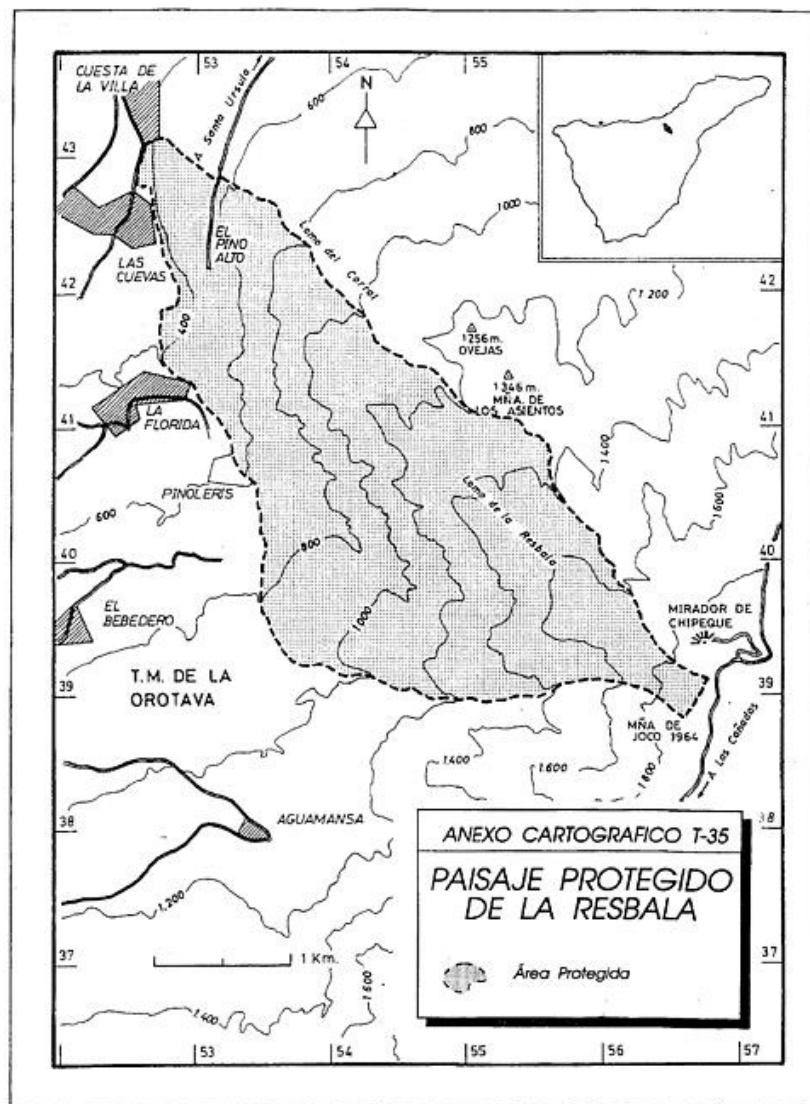 53
54
55
CUESTA DE
LA VILLA
A Santa Ursula
N
600
800
43
1000
EL
PINO
ALTO
Lomo del Corral
LAS
CUEVAS
42
42
1 200
400
1256m.
OVEJAS
1346 m.
MÑA. DE
LOS ASIENTOS
41
LA
FLORIDA
41
1.400
PINOLERIS
Lomo de la Resbala
1.600
600
800
40
40
EL
BEBEDERO
1000
MIRADOR DE
CHIPEQUE
T.M. DE LA
OROTAVA
39
39
MÑA DE
JOCO 1964
A Las Cañadas
1.400
1.600
1.800
38
AGUAMANSA
38
ANEXO CARTOGRAFICO T-35
PAISAJE PROTEGIDO
DE LA RESBALA
1.200
37
1 Km.
37
Área Protegida
1.600
1.400
53
54
55
56
57